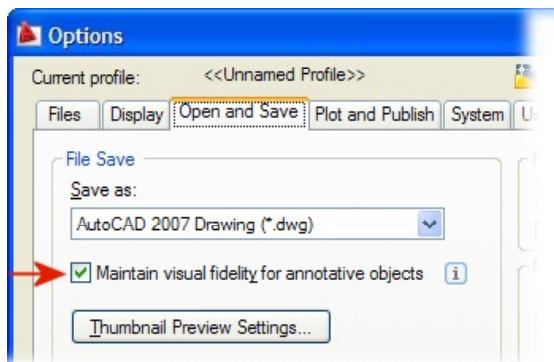 Options
Current profile: <<Unnamed Profile>>
Files Display Open and Save Plot and Publish System
File Save
Save as:
AutoCAD 2007 Drawing (*.dwg)
Maintain visual fidelity for annotative objects i
Thumbnail Preview Settings...